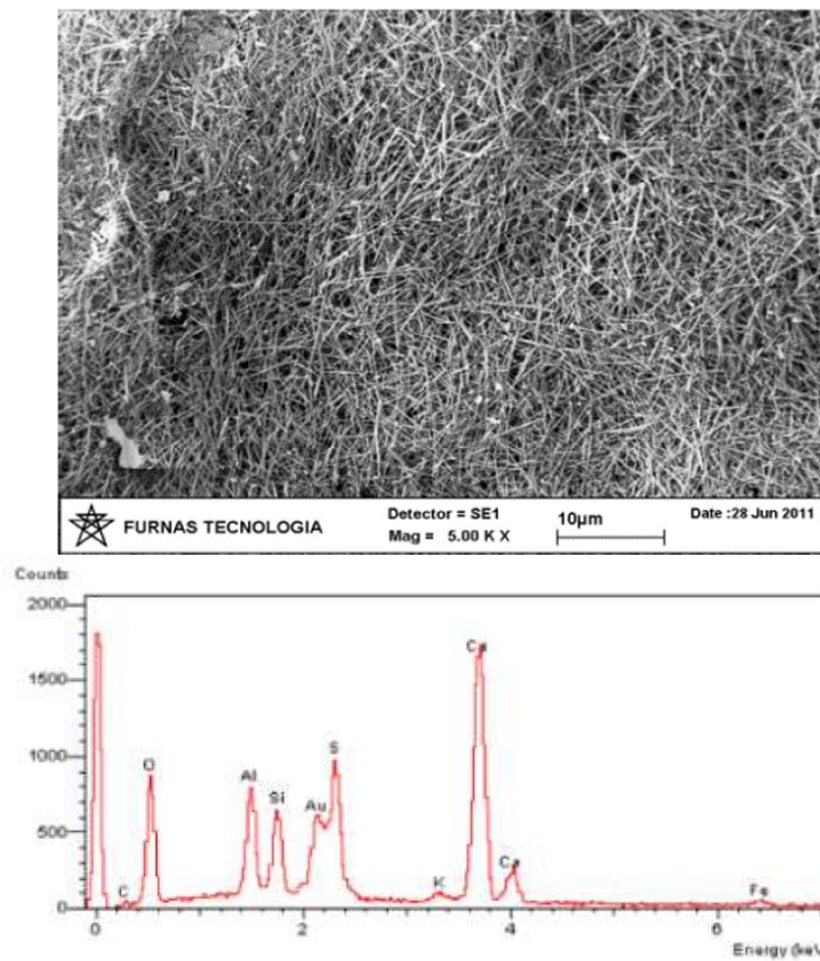 FURNAS TECNOLOGIA
Detector = SE1
Mag = 5.00 K X
10µm
Date :28 Jun 2011
Counts
2000
1500
1000
500
0
C
O
Al
Si
Au
S
K
Ca
Ca
Fe
0
2
4
6
Energy (keV